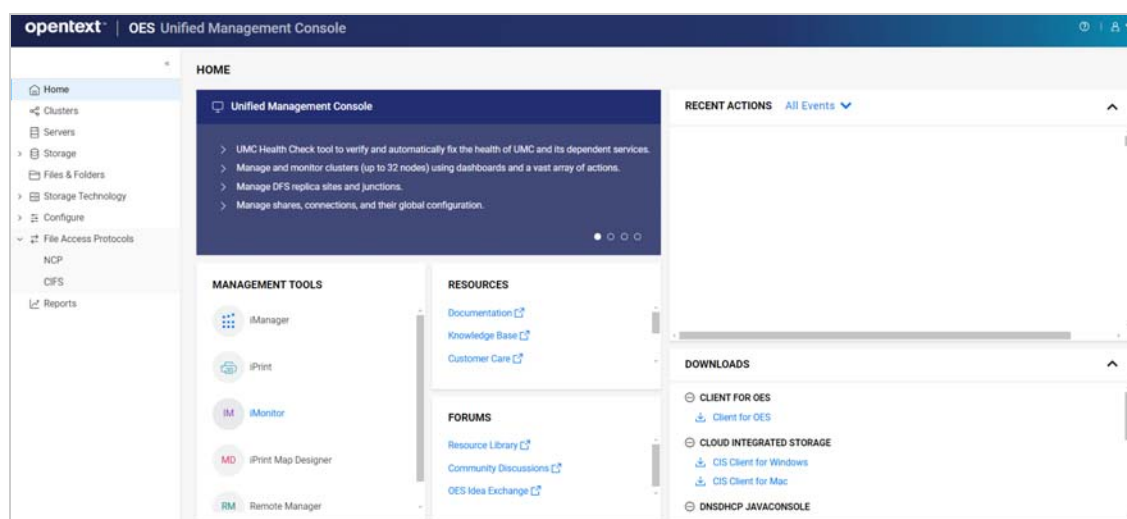 opentext™ | OES Unified Management Console
HOME
Home
Clusters
Servers
Storage
Files & Folders
Storage Technology
Configure
File Access Protocols
NCP
CIFS
Reports
Unified Management Console
UMC Health Check tool to verify and automatically fix the health of UMC and its dependent services.
Manage and monitor clusters (up to 32 nodes) using dashboards and a vast array of actions.
Manage DFS replica sites and junctions.
Manage shares, connections, and their global configuration.
MANAGEMENT TOOLS
iManager
iPrint
IM iMonitor
MD iPrint Map Designer
RM Remote Manager
RESOURCES
Documentation
Knowledge Base
Customer Care
FORUMS
Resource Library
Community Discussions
OES Idea Exchange
RECENT ACTIONS All Events
DOWNLOADS
CLIENT FOR OES
Client for OES
CLOUD INTEGRATED STORAGE
CIS Client for Windows
CIS Client for Mac
DNSDHCP JAVACONSOLE